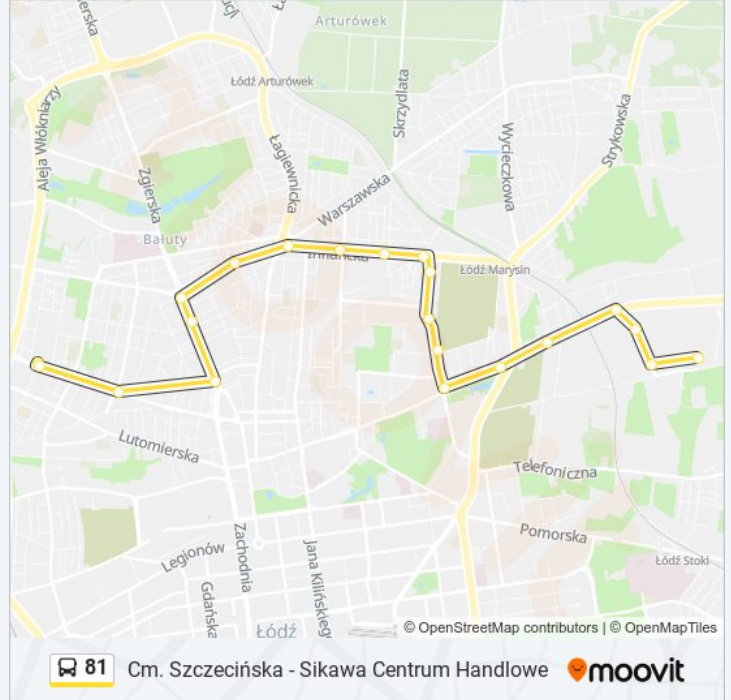 Arturówek
Łódź Arturówek
Skrzydlata
Aleja Włókniarzy
Łagiewnicka
Wycieczkowa
Strykowska
Zgierska
Warszawska
Bałuty
Łódź Marysin
Lutomierska
Telefoniczna
Pomorska
Legionów
Zachodnia
Jana Kilińskiego
Łódź Stoki
Gdańska
Łódź
© OpenStreetMap contributors | © OpenMapTiles
81 Cm. Szczecińska - Sikawa Centrum Handlowe moovit